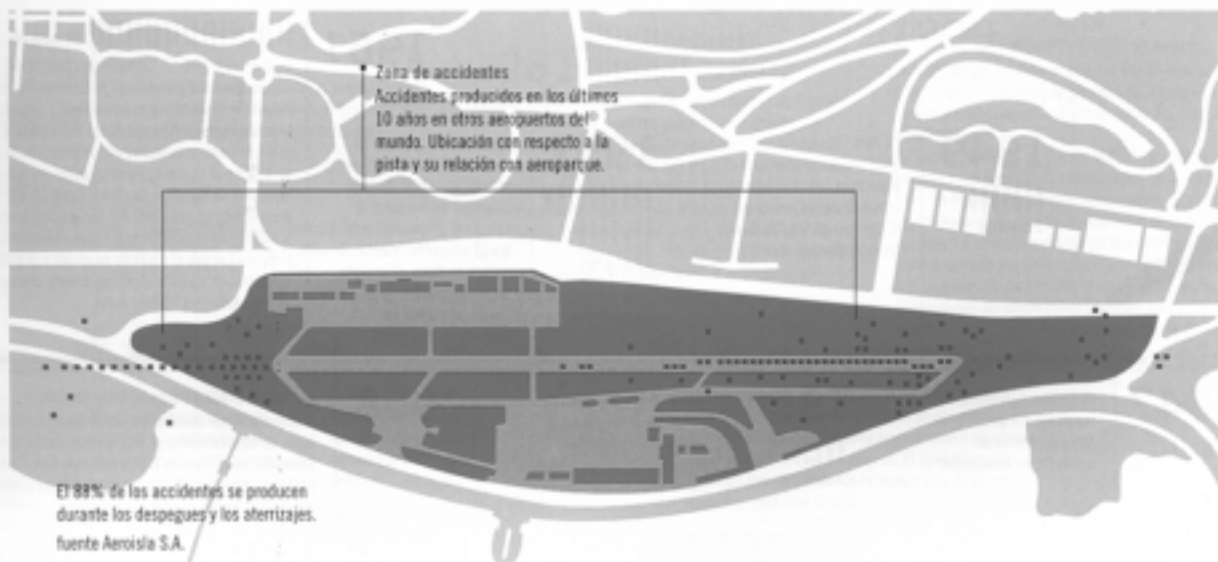 Zona de accidentes
Accidentes producidos en los últimos
10 años en otros aeropuertos del
mundo. Ubicación con respecto a la
pista y su relación con aeroparque.
El 88% de los accidentes se producen
durante los despegues y los aterrizajes.
fuente Aeroisla S.A.